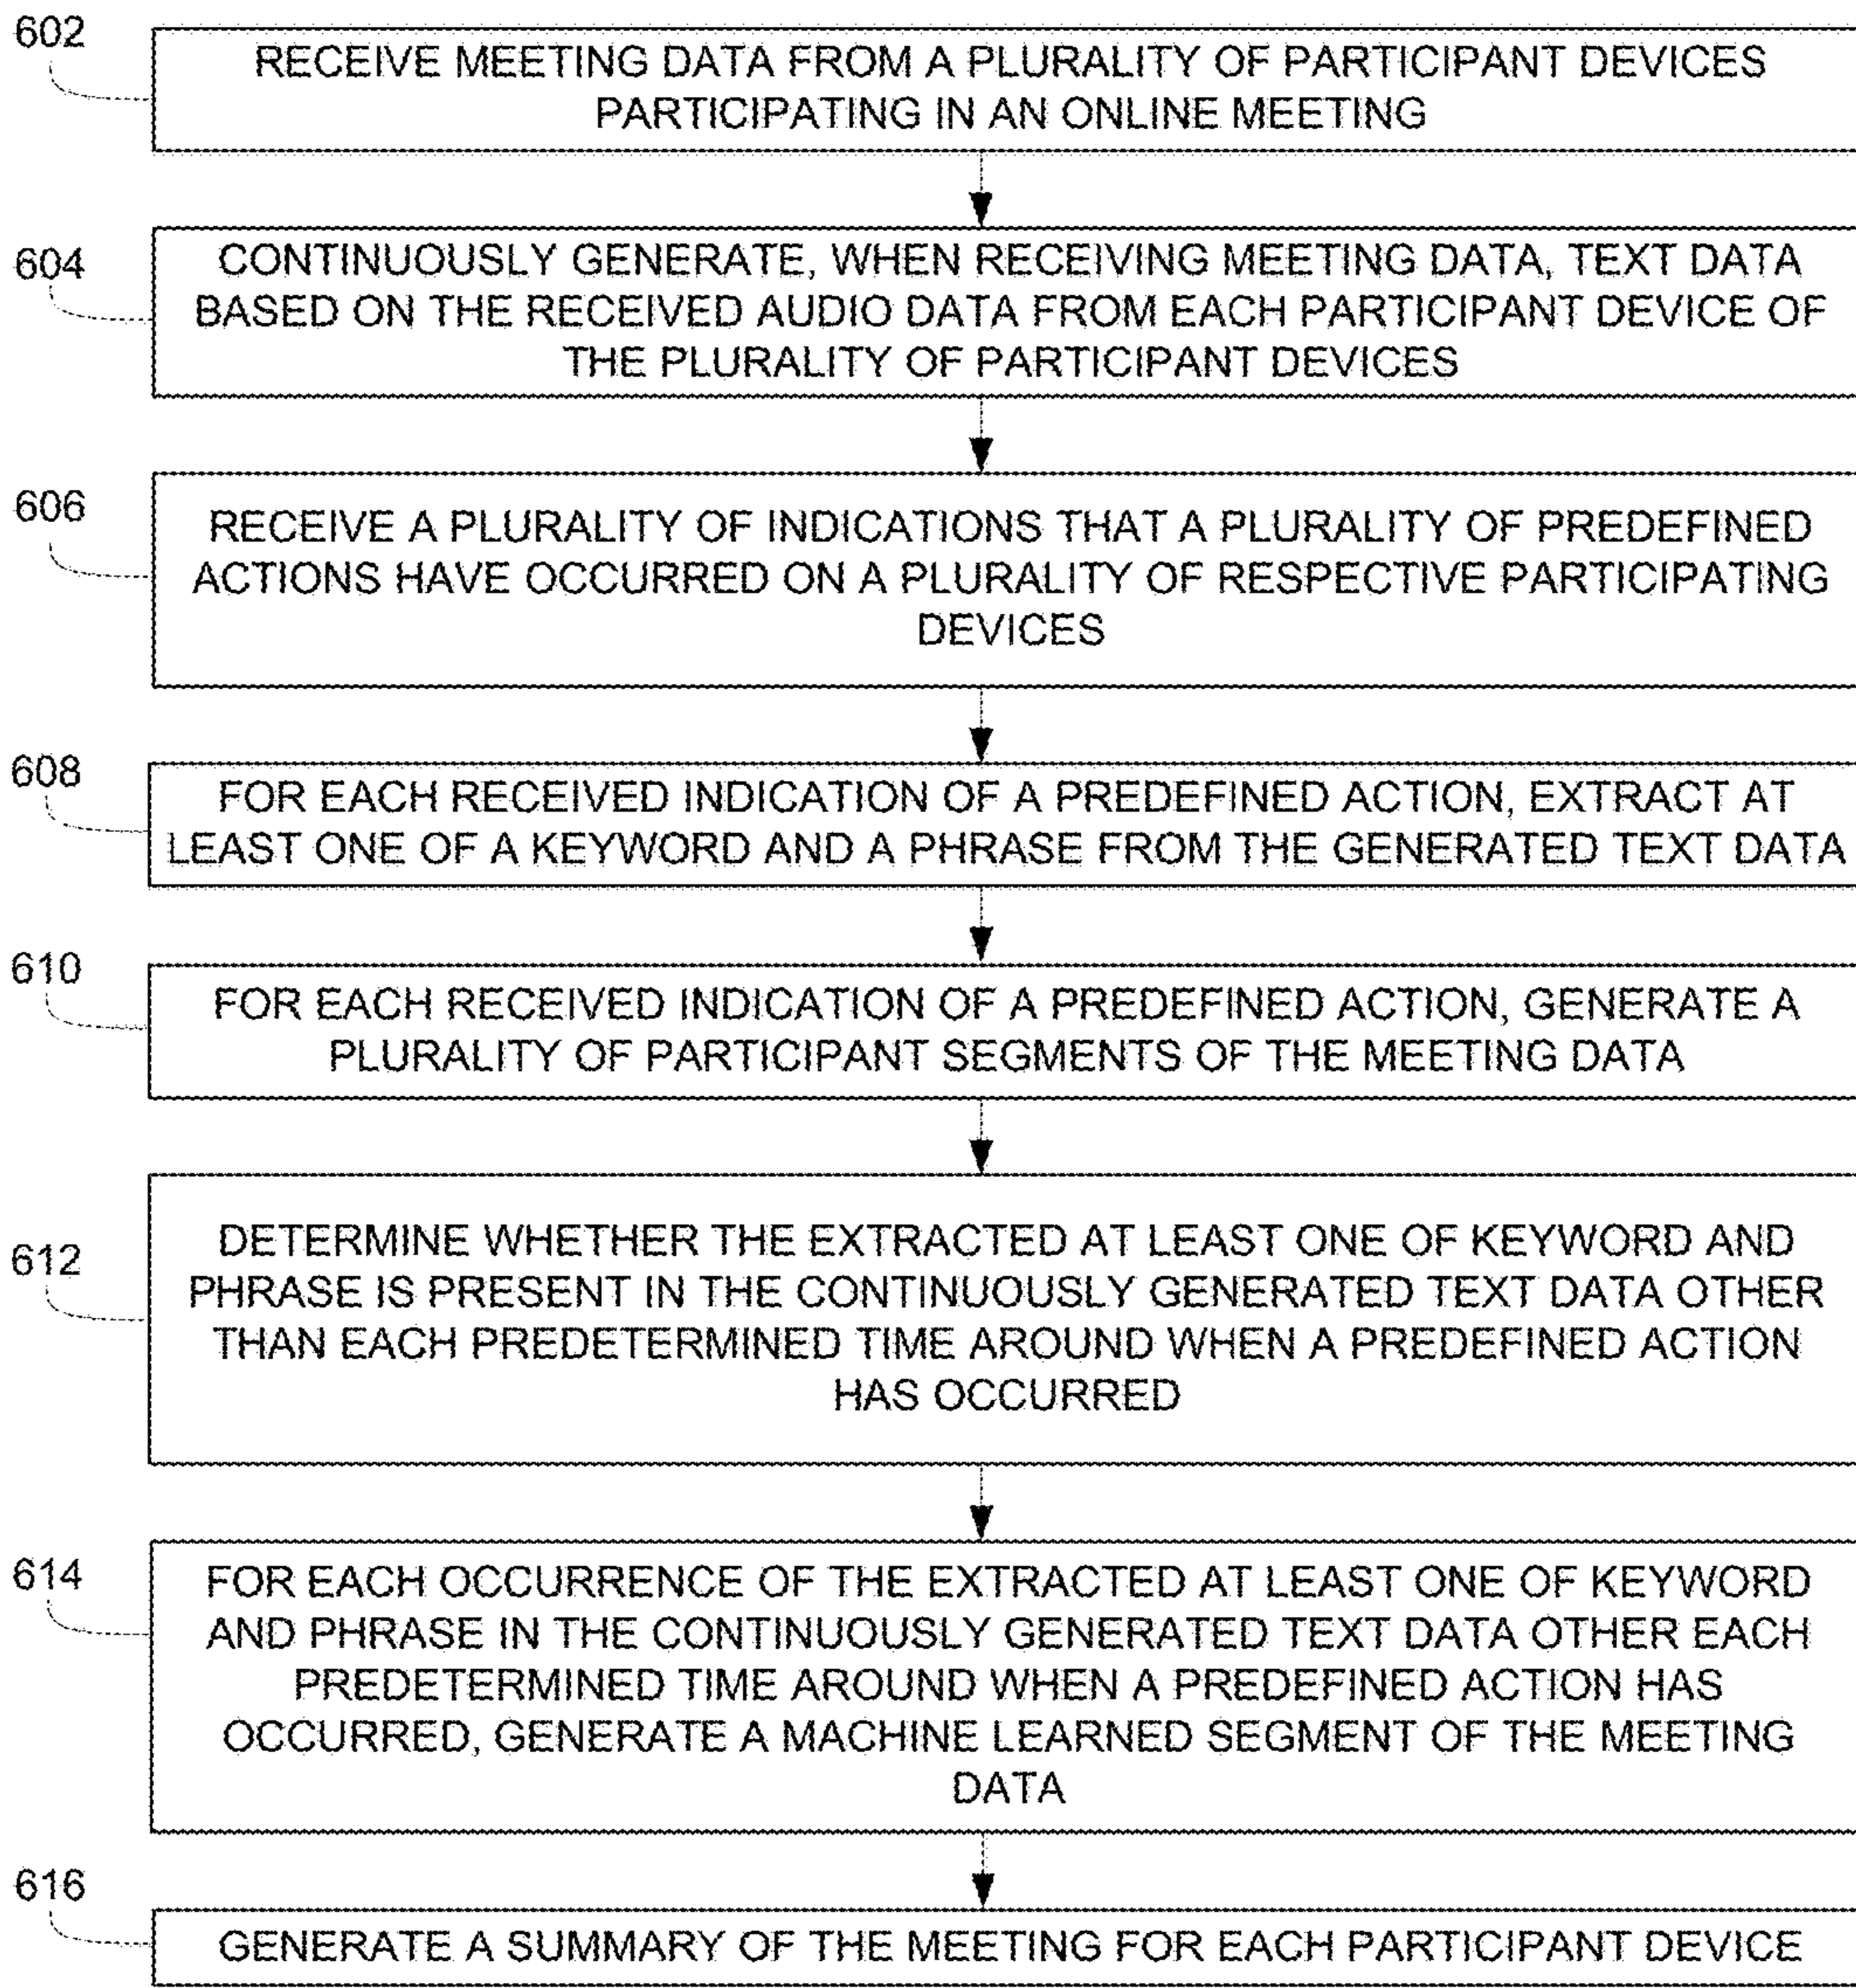 602
RECEIVE MEETING DATA FROM A PLURALITY OF PARTICIPANT DEVICES
PARTICIPATING IN AN ONLINE MEETING
604
CONTINUOUSLY GENERATE, WHEN RECEIVING MEETING DATA, TEXT DATA
BASED ON THE RECEIVED AUDIO DATA FROM EACH PARTICIPANT DEVICE OF
THE PLURALITY OF PARTICIPANT DEVICES
606
RECEIVE A PLURALITY OF INDICATIONS THAT A PLURALITY OF PREDEFINED
ACTIONS HAVE OCCURRED ON A PLURALITY OF RESPECTIVE PARTICIPATING
DEVICES
608
FOR EACH RECEIVED INDICATION OF A PREDEFINED ACTION, EXTRACT AT
LEAST ONE OF A KEYWORD AND A PHRASE FROM THE GENERATED TEXT DATA
610
FOR EACH RECEIVED INDICATION OF A PREDEFINED ACTION, GENERATE A
PLURALITY OF PARTICIPANT SEGMENTS OF THE MEETING DATA
612
DETERMINE WHETHER THE EXTRACTED AT LEAST ONE OF KEYWORD AND
PHRASE IS PRESENT IN THE CONTINUOUSLY GENERATED TEXT DATA OTHER
THAN EACH PREDETERMINED TIME AROUND WHEN A PREDEFINED ACTION
HAS OCCURRED
614
FOR EACH OCCURRENCE OF THE EXTRACTED AT LEAST ONE OF KEYWORD
AND PHRASE IN THE CONTINUOUSLY GENERATED TEXT DATA OTHER EACH
PREDETERMINED TIME AROUND WHEN A PREDEFINED ACTION HAS
OCCURRED, GENERATE A MACHINE LEARNED SEGMENT OF THE MEETING
DATA
616
GENERATE A SUMMARY OF THE MEETING FOR EACH PARTICIPANT DEVICE